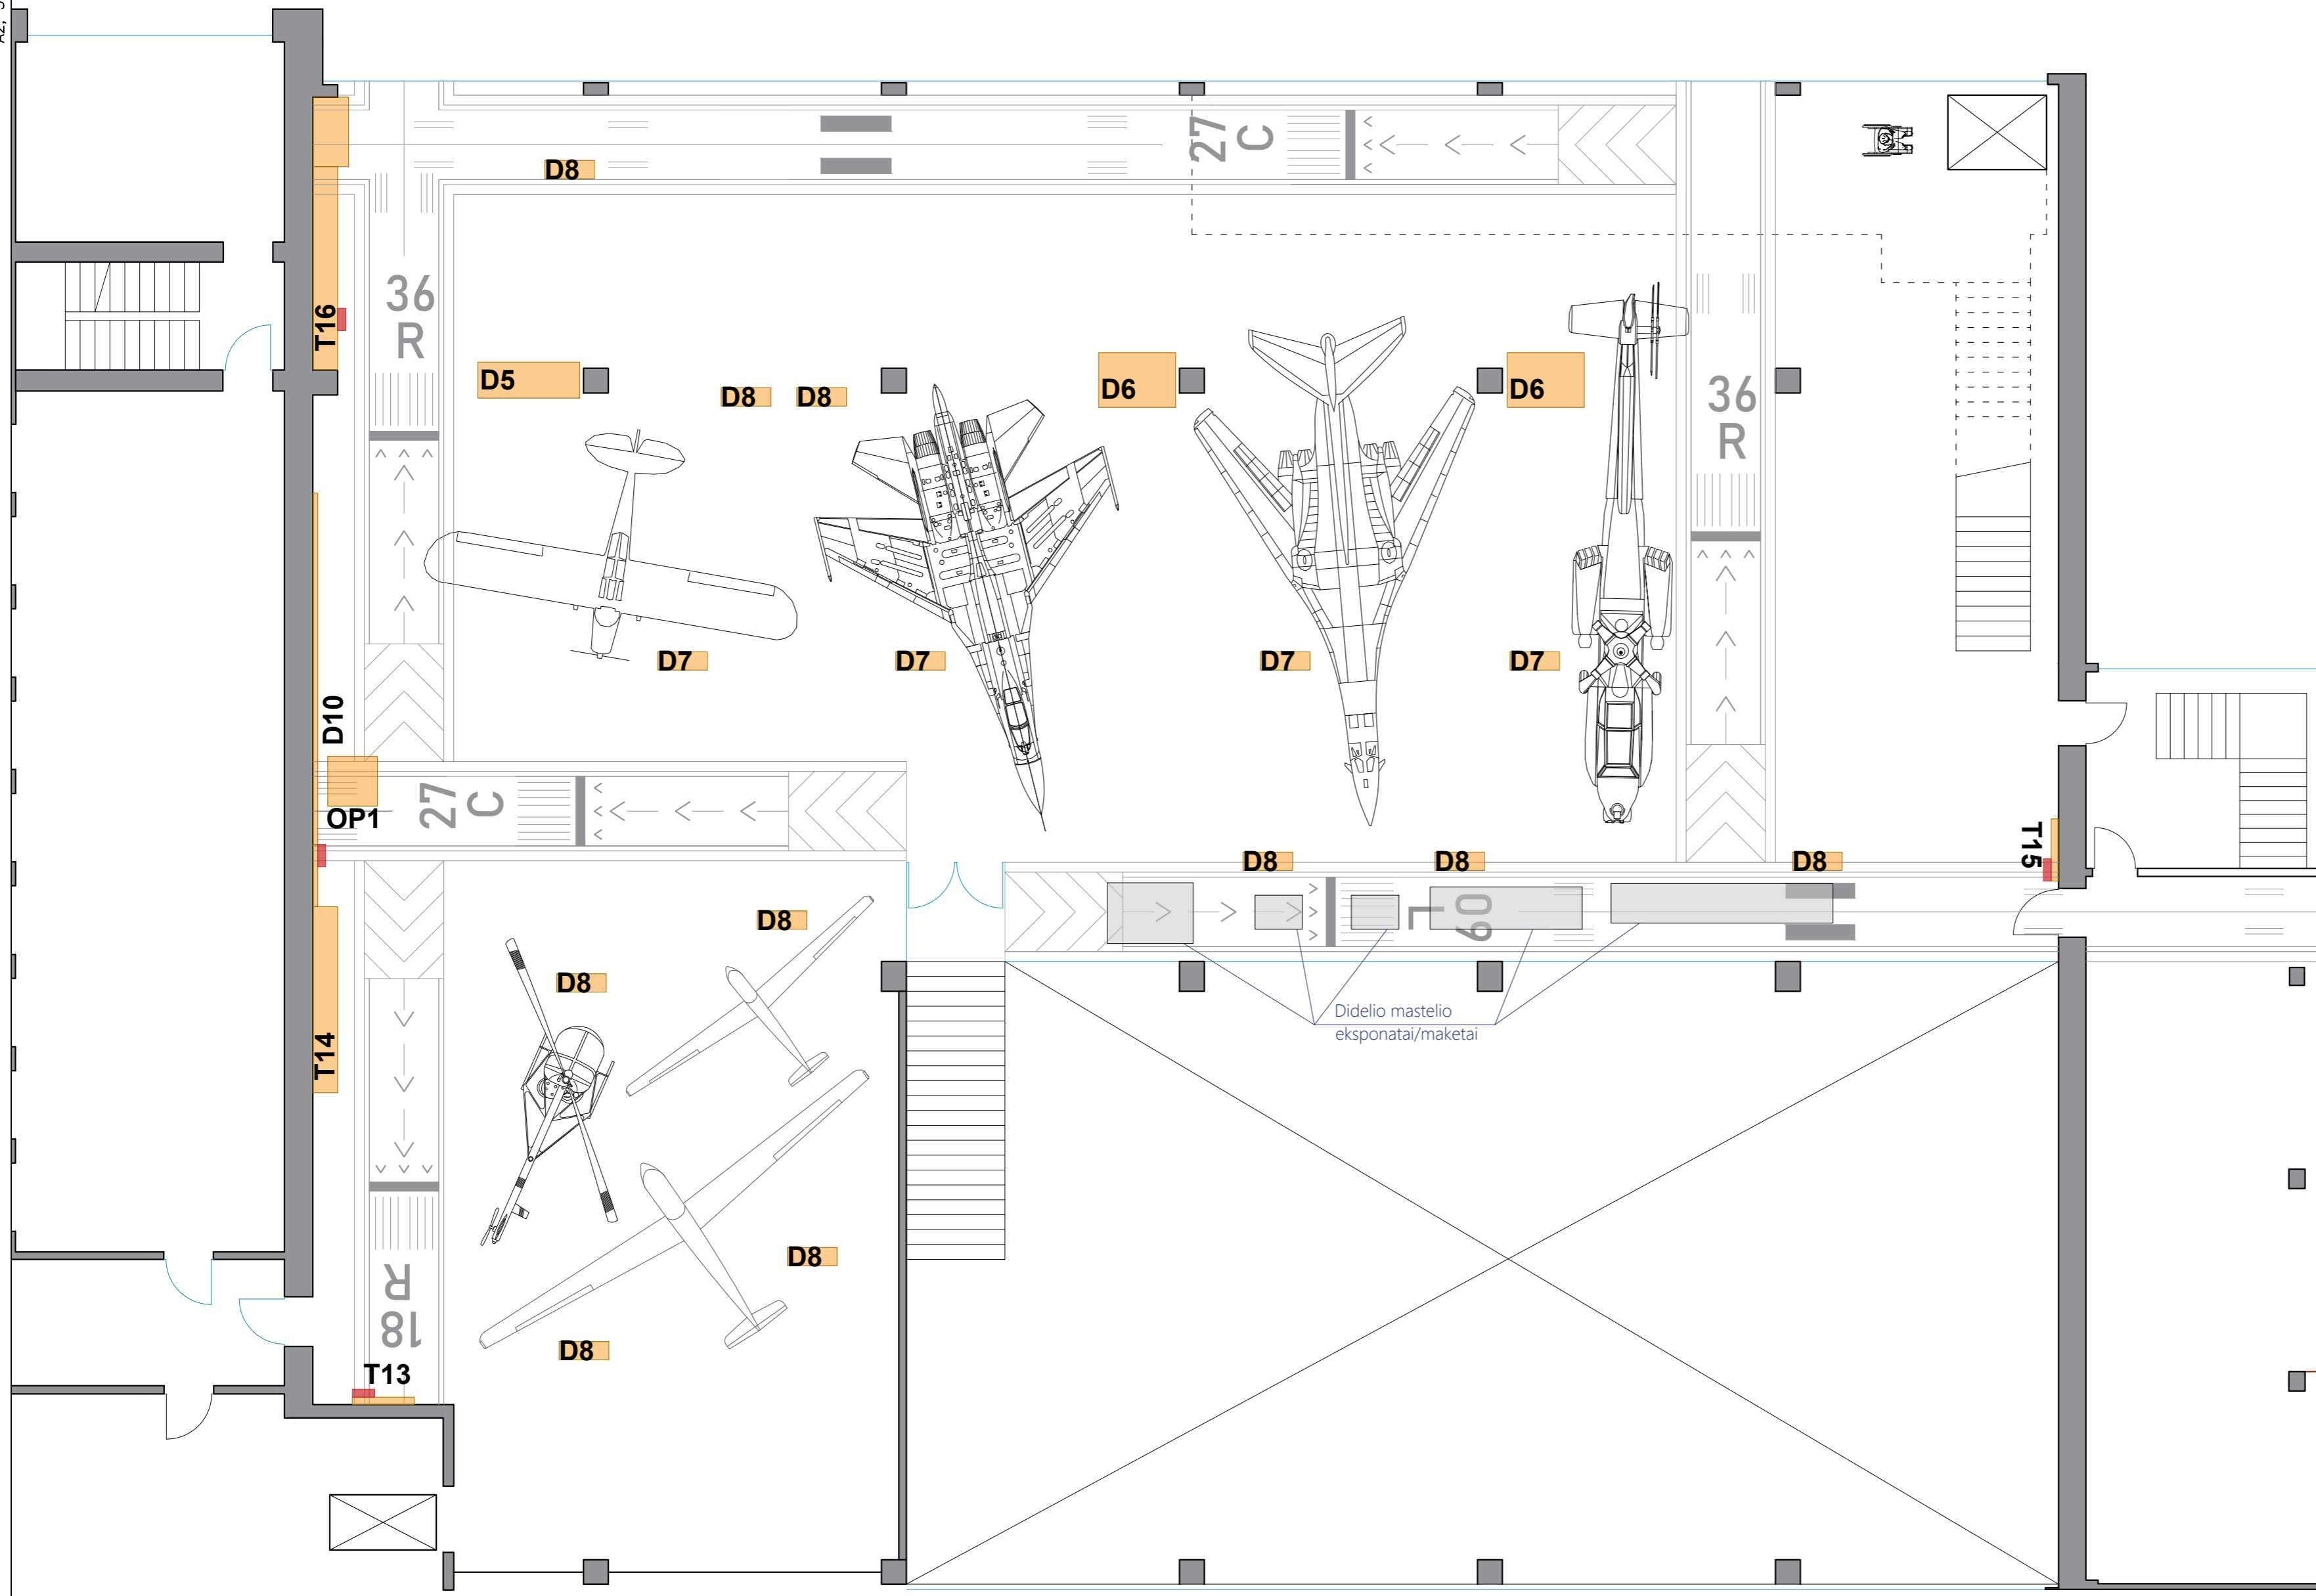 27
C
D8
36
R
T16
D5
D8
D8
D6
D6
36
R
D7
D7
D7
D7
D10
OP1
27
C
T15
D8
D8
D8
09
L
D8
D8
Didelio mastelio
eksponatai/maketai
T14
D8
18
R
D8
T13